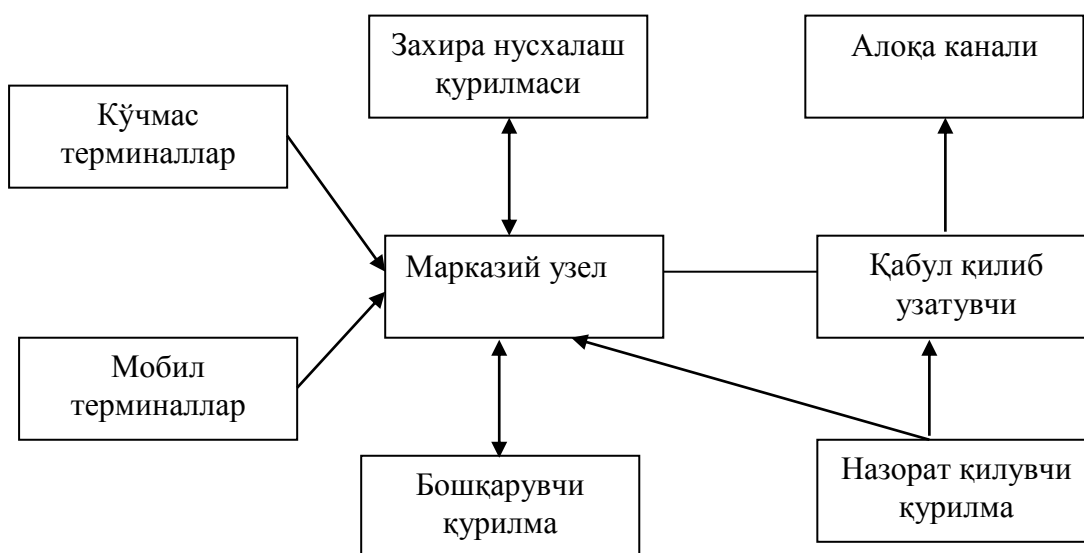 Захира нусхалаш
қурилмаси
Алоқа канали
Кўчмас
терминаллар
Марказий узел
Қабул қилиб
узатувчи
Мобил
терминаллар
Бошқарувчи
қурилма
Назорат қилувчи
қурилма